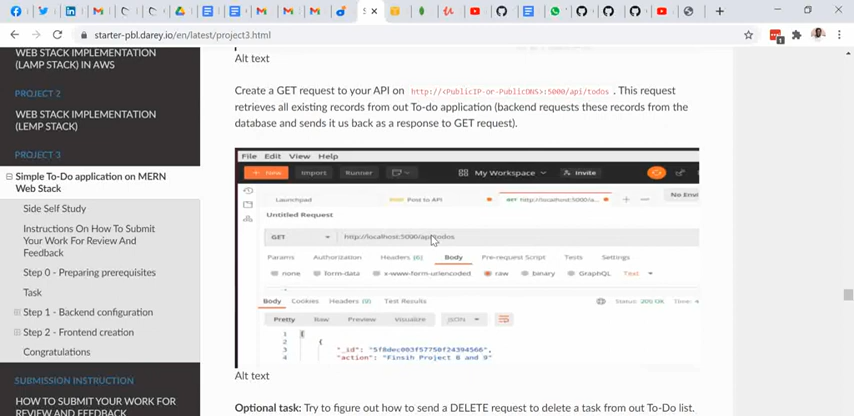 starter-pbl.darey.io/en/latest/project3.html
WEB STACK IMPLEMENTATION
(LAMP STACK) IN AWS
PROJECT 2
WEB STACK IMPLEMENTATION
(LEMP STACK)
PROJECT 3
Simple To-Do application on MERN
Web Stack
Side Self Study
Instructions On How To Submit
Your Work For Review And
Feedback
Step 0 - Preparing prerequisites
Task
Step 1 - Backend configuration
Step 2 - Frontend creation
Congratulations
SUBMISSION INSTRUCTION
HOW TO SUBMIT YOUR WORK FOR
REVIEW AND FEEDBACK
Alt text
Create a GET request to your API on http://<PublicIP-or-PublicDNS>:5000/api/todos . This request
retrieves all existing records from out To-do application (backend requests these records from the
database and sends it us back as a response to GET request).
File Edit View Help
New Import Runner My Workspace Invite
No Envi
Launchpad POST Post to API GET http://localhost:5000/a...
Untitled Request
GET http://localhost:5000/api/todos
Params Authorization Headers (6) Body Pre-request Script Tests Settings
none form-data x-www-form-urlencoded raw binary GraphQL Text
Body Cookies Headers (9) Test Results Status: 200 OK Time: 4
Pretty Raw Preview Visualize JSON
1 [
2 {
3 "_id": "5f8dec003f57750f24394566",
4 "action": "Finsih Project 8 and 9"
Alt text
Optional task: Try to figure out how to send a DELETE request to delete a task from out To-Do list.